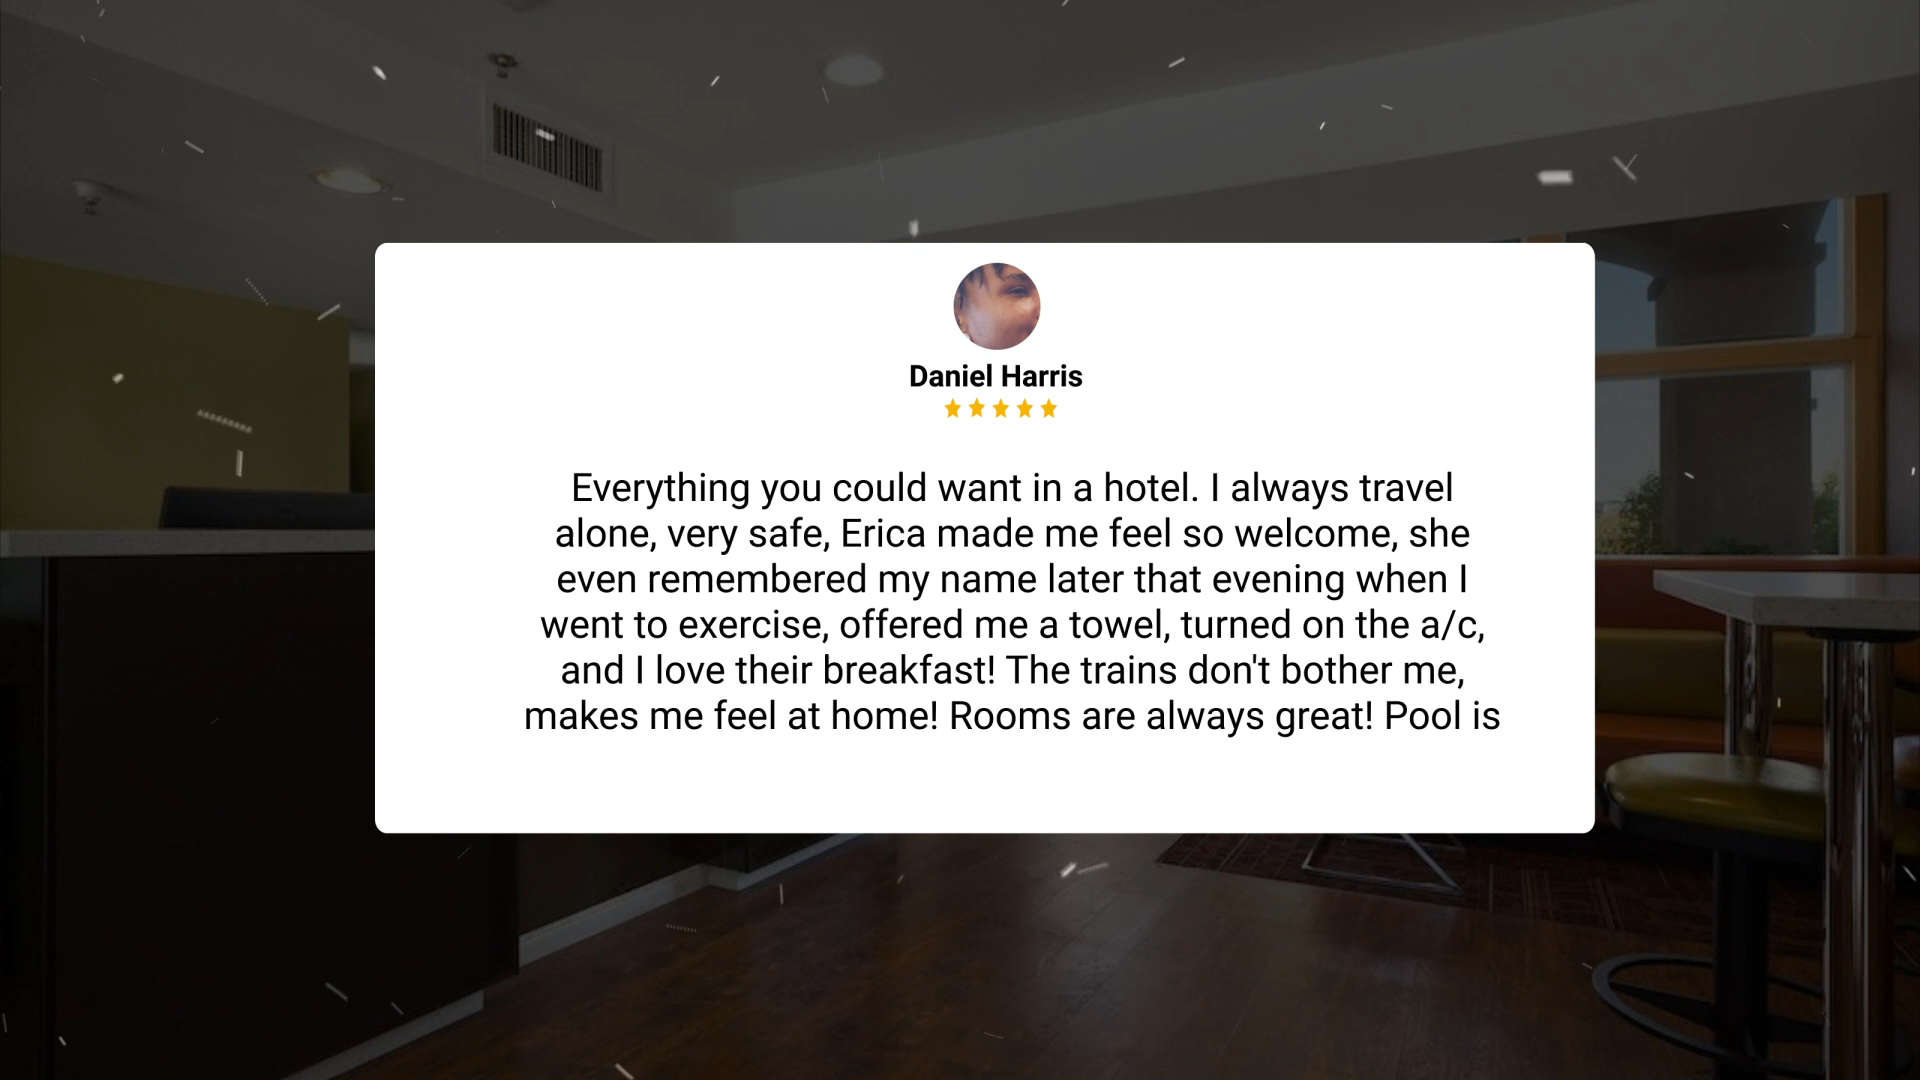 Daniel Harris
Everything you could want in a hotel. I always travel
alone, very safe, Erica made me feel so welcome, she
even remembered my name later that evening when I
went to exercise, offered me a towel, turned on the a/c,
and I love their breakfast! The trains don't bother me,
makes me feel at home! Rooms are always great! Pool is